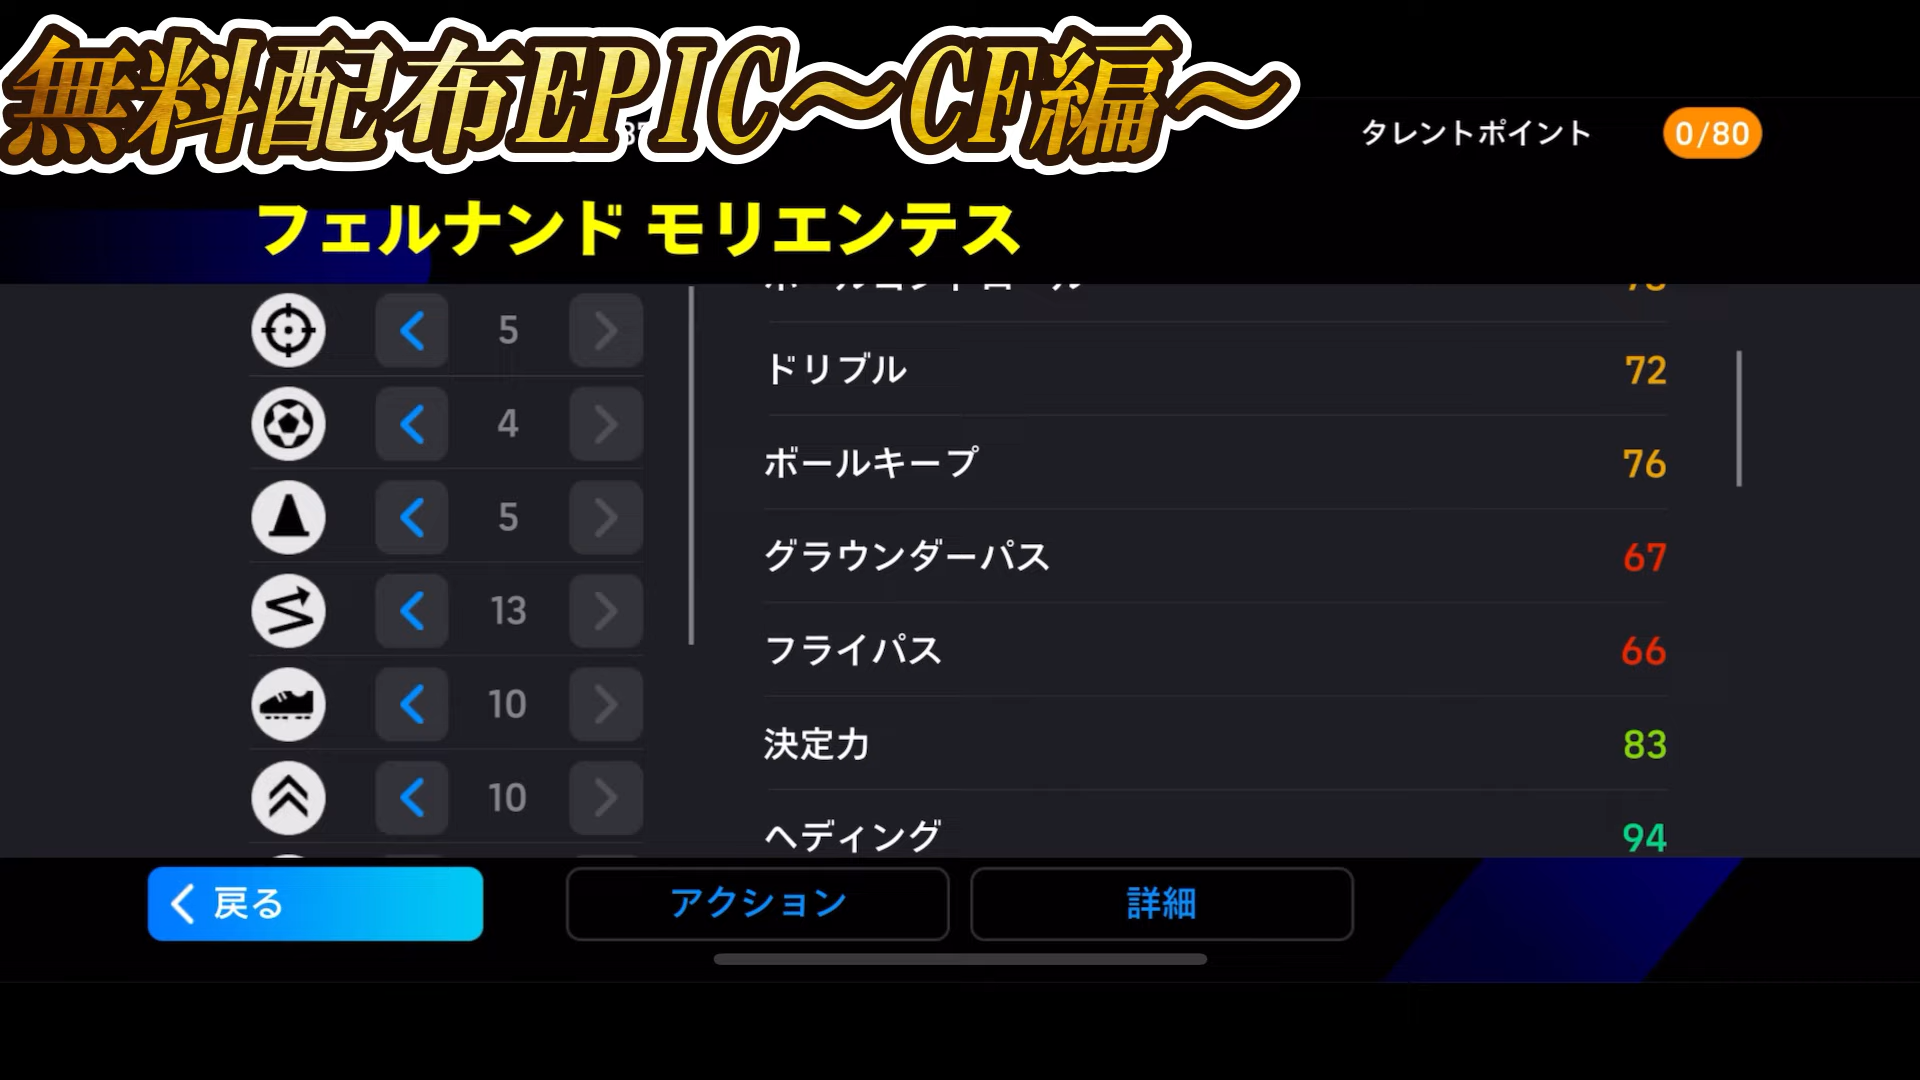 無料配布EPIC〜CF編〜
タレントポイント 0/80
フェルナンド モリエンテス
5
ドリブル 72
4
ボールキープ 76
5
グラウンダーパス 67
13
フライパス 66
10
決定力 83
10
ヘディング 94
戻る
アクション
詳細